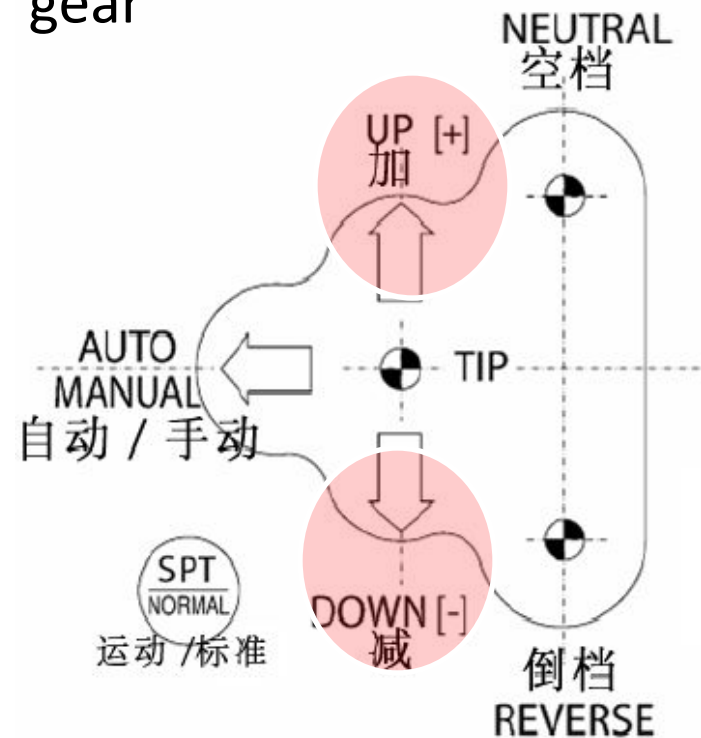 gear
NEUTRAL
空档
UP [+]
加
AUTO
TIP
MANUAL
自动 / 手动
SPT
NORMAL
运动 /标准
DOWN [-]
减
倒档
REVERSE